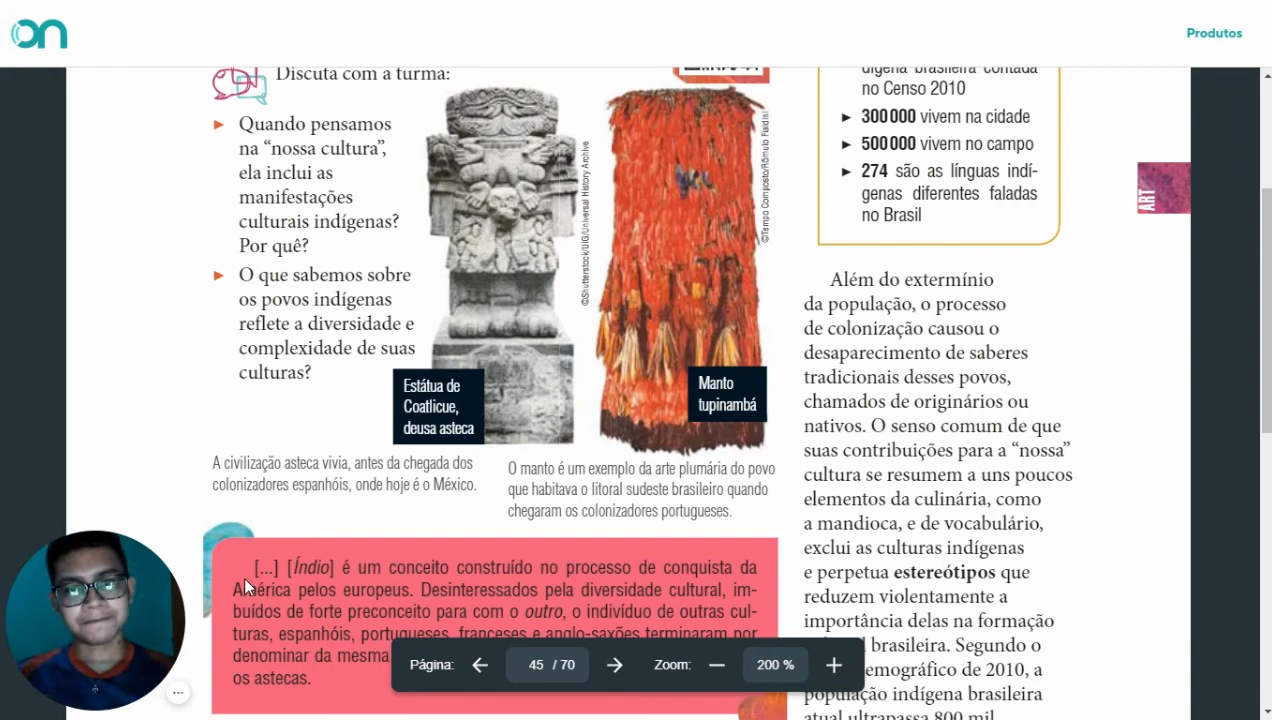 on
Produtos
Discuta com a turma:
► Quando pensamos
na “nossa cultura”,
ela inclui as
manifestações
culturais indígenas?
Por quê?
► O que sabemos sobre
os povos indígenas
reflete a diversidade e
complexidade de suas
culturas?
Estátua de
Coatlicue,
deusa asteca
©Shutterstock/UIG/Universal History Archive
Manto
tupinambá
©Tempo Composto/Rômulo Fialdini
A civilização asteca vivia, antes da chegada dos
colonizadores espanhóis, onde hoje é o México.
O manto é um exemplo da arte plumária do povo
que habitava o litoral sudeste brasileiro quando
chegaram os colonizadores portugueses.
[...] [Índio] é um conceito construído no processo de conquista da
América pelos europeus. Desinteressados pela diversidade cultural, im-
buídos de forte preconceito para com o outro, o indivíduo de outras cul-
turas, espanhóis, portugueses, franceses e anglo-saxões terminaram por
denominar da mesma
os astecas.
dígena brasileira contada
no Censo 2010
► 300 000 vivem na cidade
► 500 000 vivem no campo
► 274 são as línguas indí-
genas diferentes faladas
no Brasil
ART
Além do extermínio
da população, o processo
de colonização causou o
desaparecimento de saberes
tradicionais desses povos,
chamados de originários ou
nativos. O senso comum de que
suas contribuições para a “nossa”
cultura se resumem a uns poucos
elementos da culinária, como
a mandioca, e de vocabulário,
exclui as culturas indígenas
e perpetua estereótipos que
reduzem violentamente a
importância delas na formação
brasileira. Segundo o
demográfico de 2010, a
população indígena brasileira
atual ultrapassa 800 mil
Página: 45 / 70 Zoom: 200 %